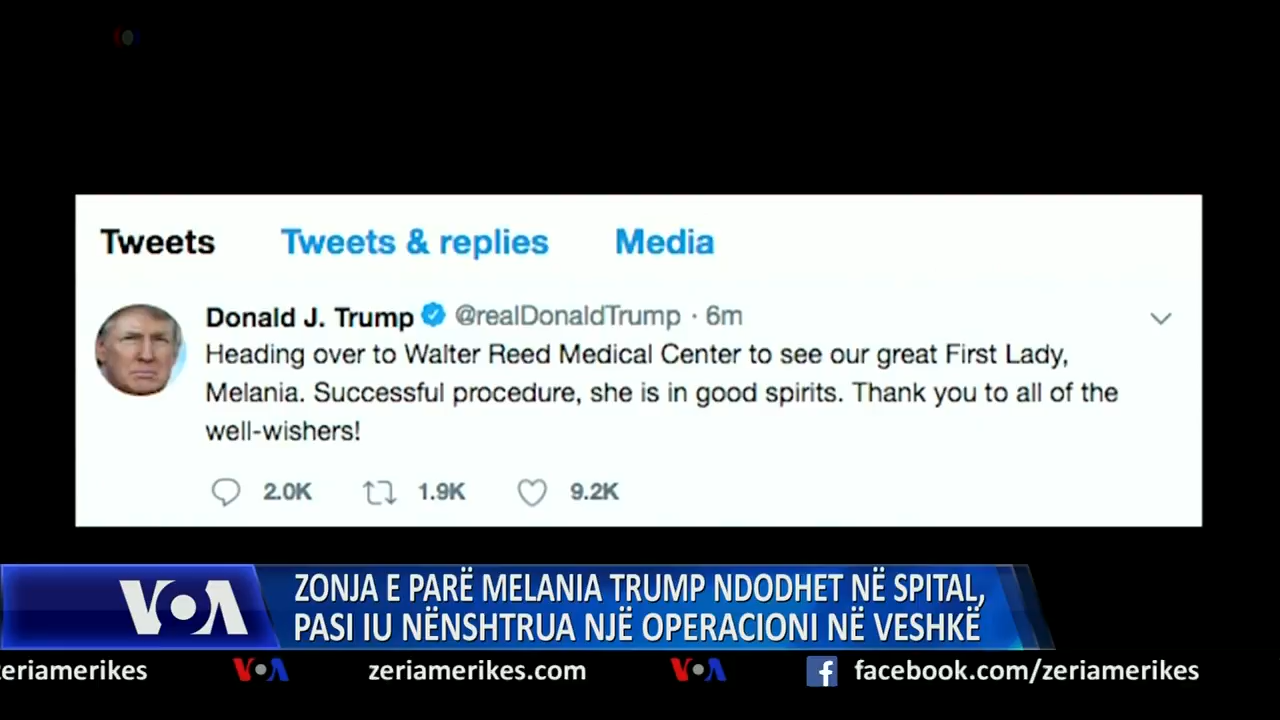 Tweets Tweets & replies Media
Donald J. Trump @realDonaldTrump · 6m
Heading over to Walter Reed Medical Center to see our great First Lady,
Melania. Successful procedure, she is in good spirits. Thank you to all of the
well-wishers!
2.0K 1.9K 9.2K
VOA
ZONJA E PARË MELANIA TRUMP NDODHET NË SPITAL,
PASI IU NËNSHTRUA NJË OPERACIONI NË VESHKË
eriamerikes VOA zeriamerikes.com VOA facebook.com/zeriamerikes